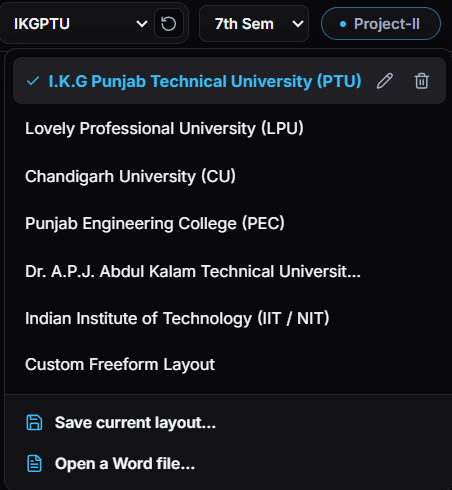 IKGPTU
7th Sem
Project-II
I.K.G Punjab Technical University (PTU)
Lovely Professional University (LPU)
Chandigarh University (CU)
Punjab Engineering College (PEC)
Dr. A.P.J. Abdul Kalam Technical Universit...
Indian Institute of Technology (IIT / NIT)
Custom Freeform Layout
Save current layout...
Open a Word file...